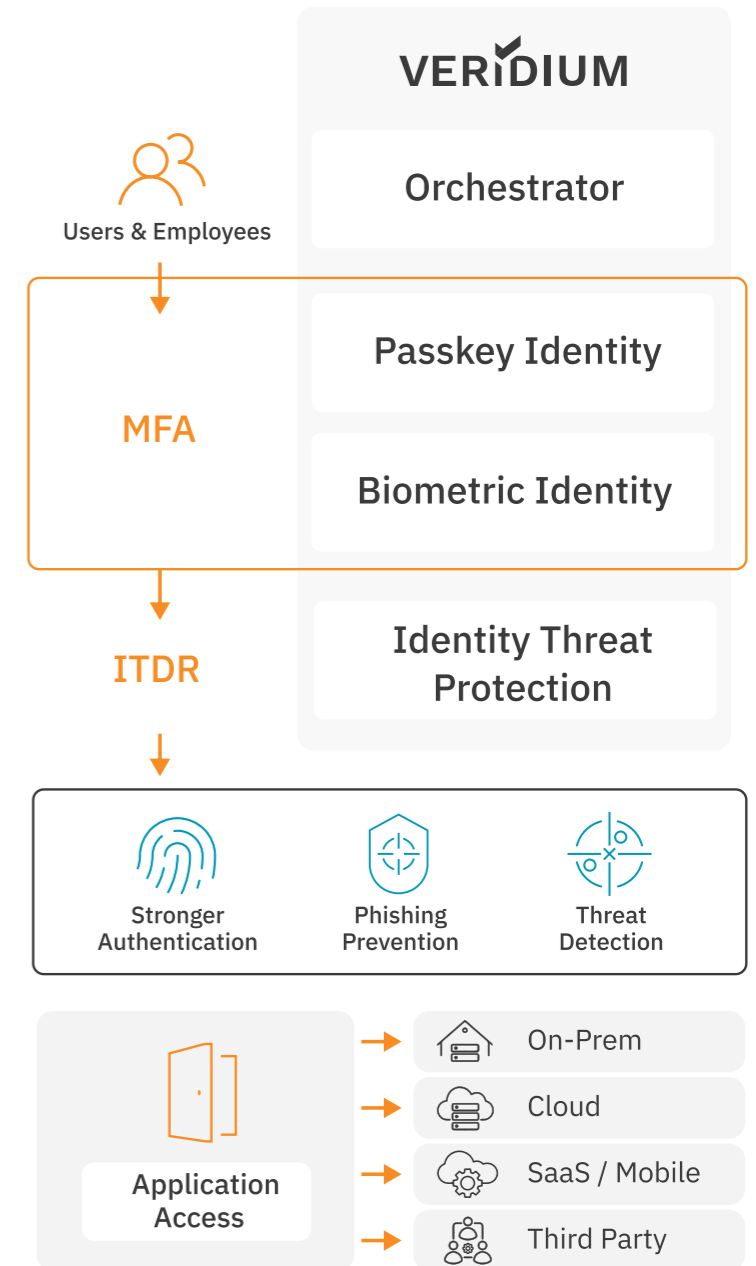 VERIDIUM
Orchestrator
Users & Employees
Passkey Identity
MFA
Biometric Identity
ITDR
Identity Threat
Protection
Stronger
Authentication
Phishing
Prevention
Threat
Detection
Application
Access
On-Prem
Cloud
SaaS / Mobile
Third Party